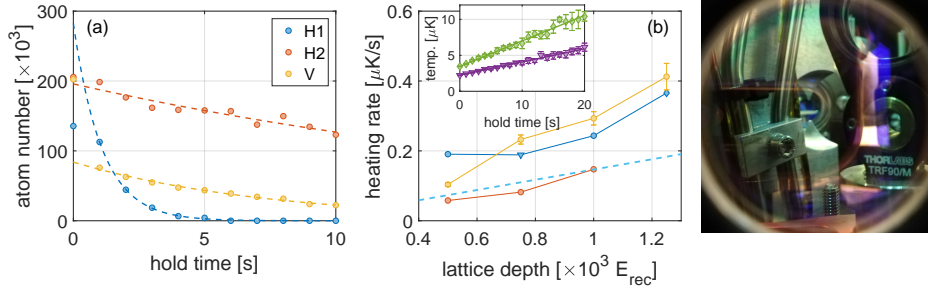 (a)
H1
H2
V
300
200
100
0
0
5
10
atom number [×10³]
hold time [s]
(b)
0.6
0.4
0.2
0
0.4
0.6
0.8
1
1.2
heating rate [μK/s]
lattice depth [×10³ E_rec]
10
5
0
0
10
20
temp. [μK]
hold time [s]
THORLABS
TRF90/M